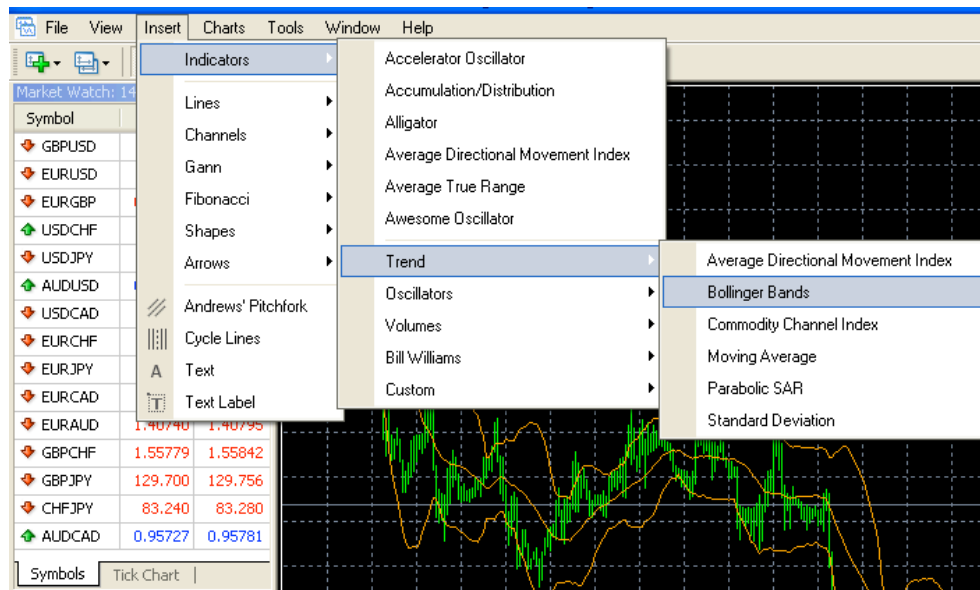 File View Insert Charts Tools Window Help
Market Watch: 14
Symbol
GBPUSD
EURUSD
EURGBP
USDCHF
USDJPY
AUDUSD
USDCAD
EURCHF
EURJPY
EURCAD
EURAUD 1.40740 1.40795
GBPCHF 1.55779 1.55842
GBPJPY 129.700 129.756
CHFJPY 83.240 83.280
AUDCAD 0.95727 0.95781
Symbols Tick Chart
Indicators
Lines
Channels
Gann
Fibonacci
Shapes
Arrows
Andrews' Pitchfork
Cycle Lines
A Text
T Text Label
Accelerator Oscillator
Accumulation/Distribution
Alligator
Average Directional Movement Index
Average True Range
Awesome Oscillator
Trend
Oscillators
Volumes
Bill Williams
Custom
Average Directional Movement Index
Bollinger Bands
Commodity Channel Index
Moving Average
Parabolic SAR
Standard Deviation